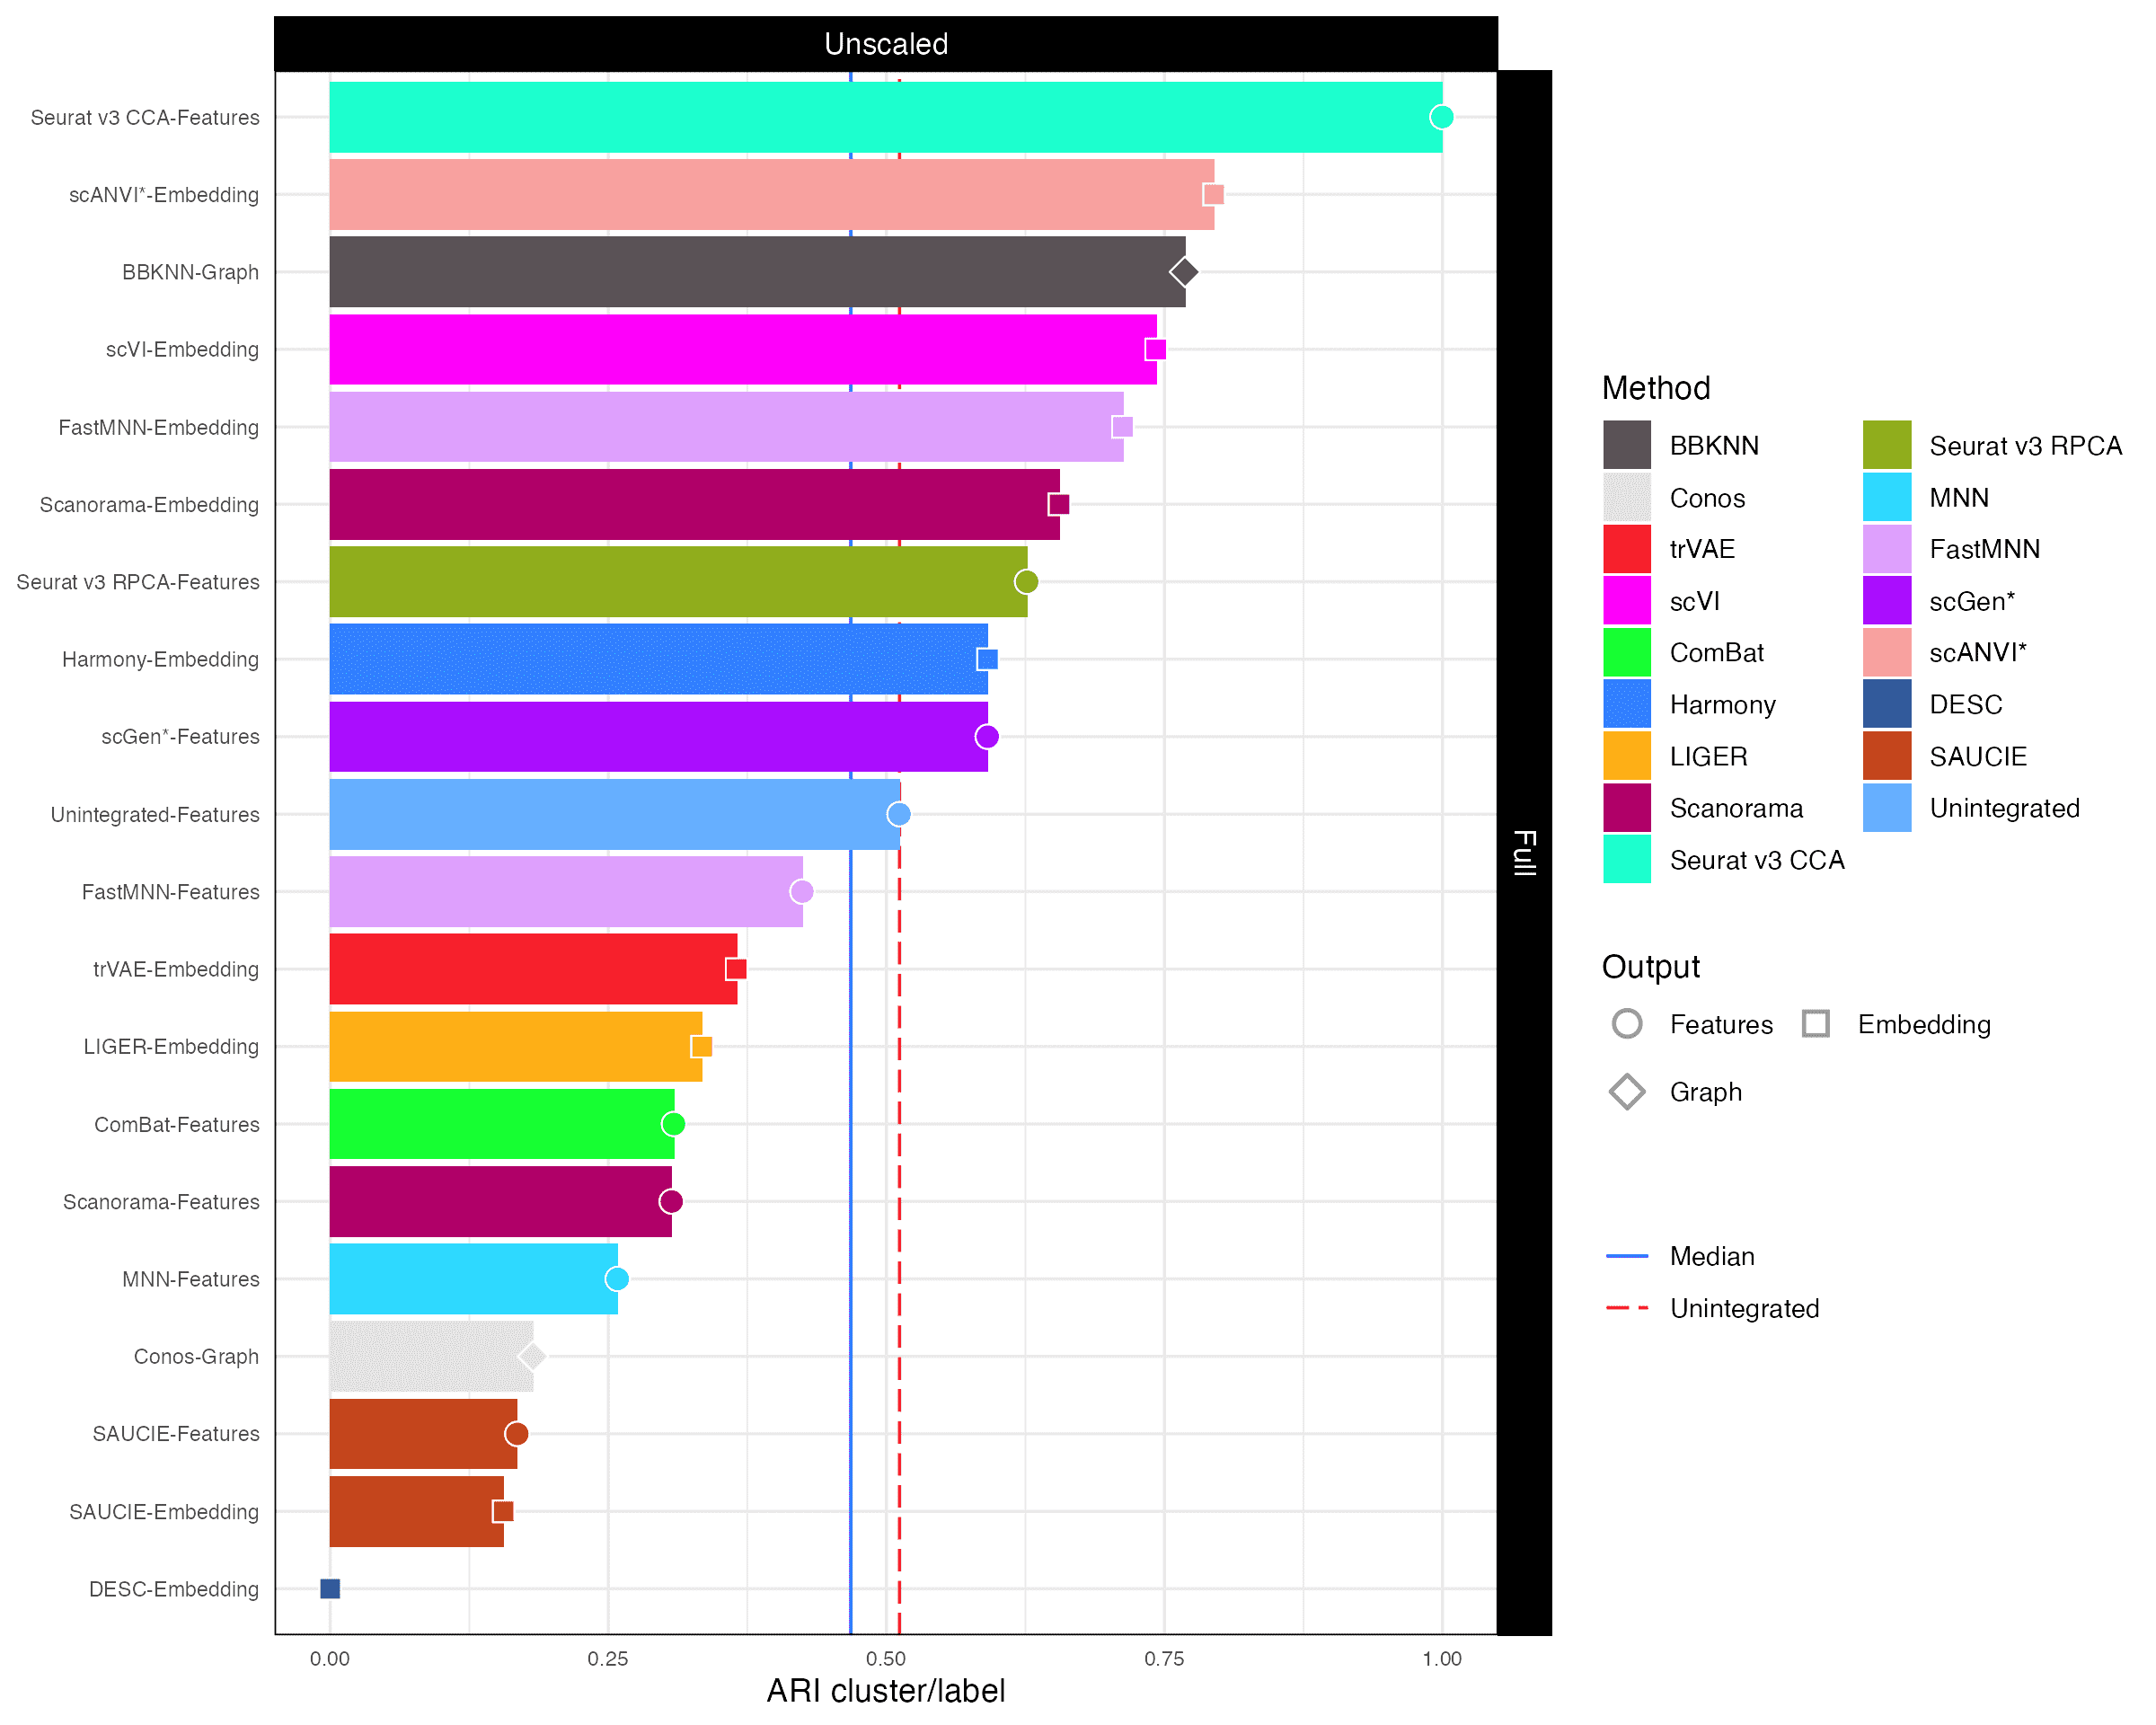 Unscaled
Full
Seurat v3 CCA-Features
scANVI*-Embedding
BBKNN-Graph
scVI-Embedding
FastMNN-Embedding
Scanorama-Embedding
Seurat v3 RPCA-Features
Harmony-Embedding
scGen*-Features
Unintegrated-Features
FastMNN-Features
trVAE-Embedding
LIGER-Embedding
ComBat-Features
Scanorama-Features
MNN-Features
Conos-Graph
SAUCIE-Features
SAUCIE-Embedding
DESC-Embedding
0.00 0.25 0.50 0.75 1.00
ARI cluster/label
Method
BBKNN
Conos
trVAE
scVI
ComBat
Harmony
LIGER
Scanorama
Seurat v3 CCA
Seurat v3 RPCA
MNN
FastMNN
scGen*
scANVI*
DESC
SAUCIE
Unintegrated
Output
Features Embedding
Graph
Median
Unintegrated